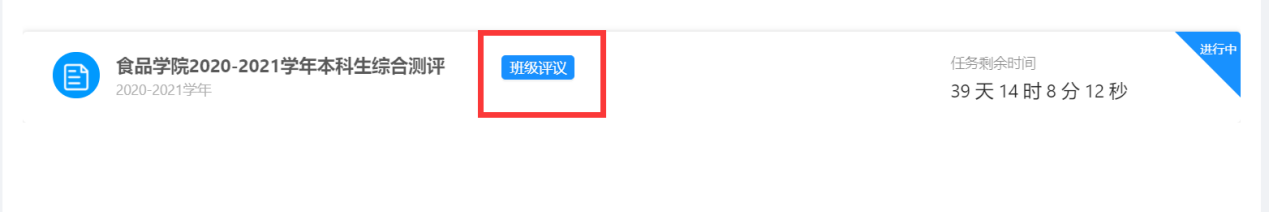 食品学院2020-2021学年本科生综合测评
2020-2021学年
班级评议
任务剩余时间
39 天 14 时 8 分 12 秒
进行中